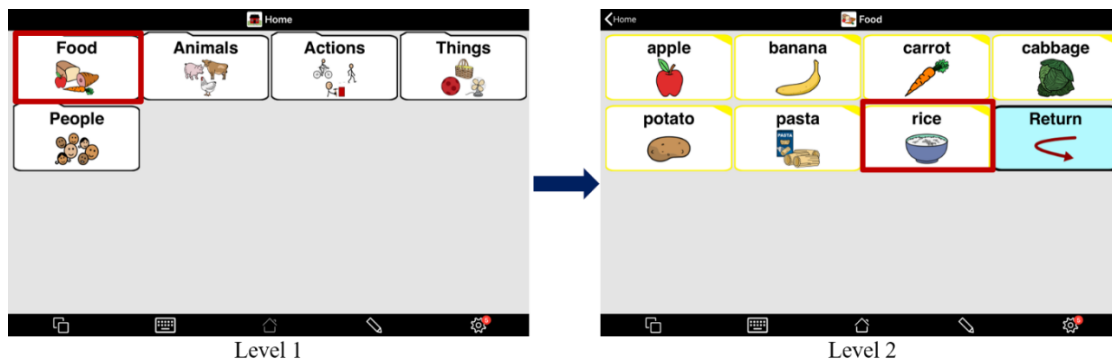 Home
Food Animals Actions Things
People
Home Food
apple banana carrot cabbage
potato pasta rice Return
PASTA
Level 1 Level 2